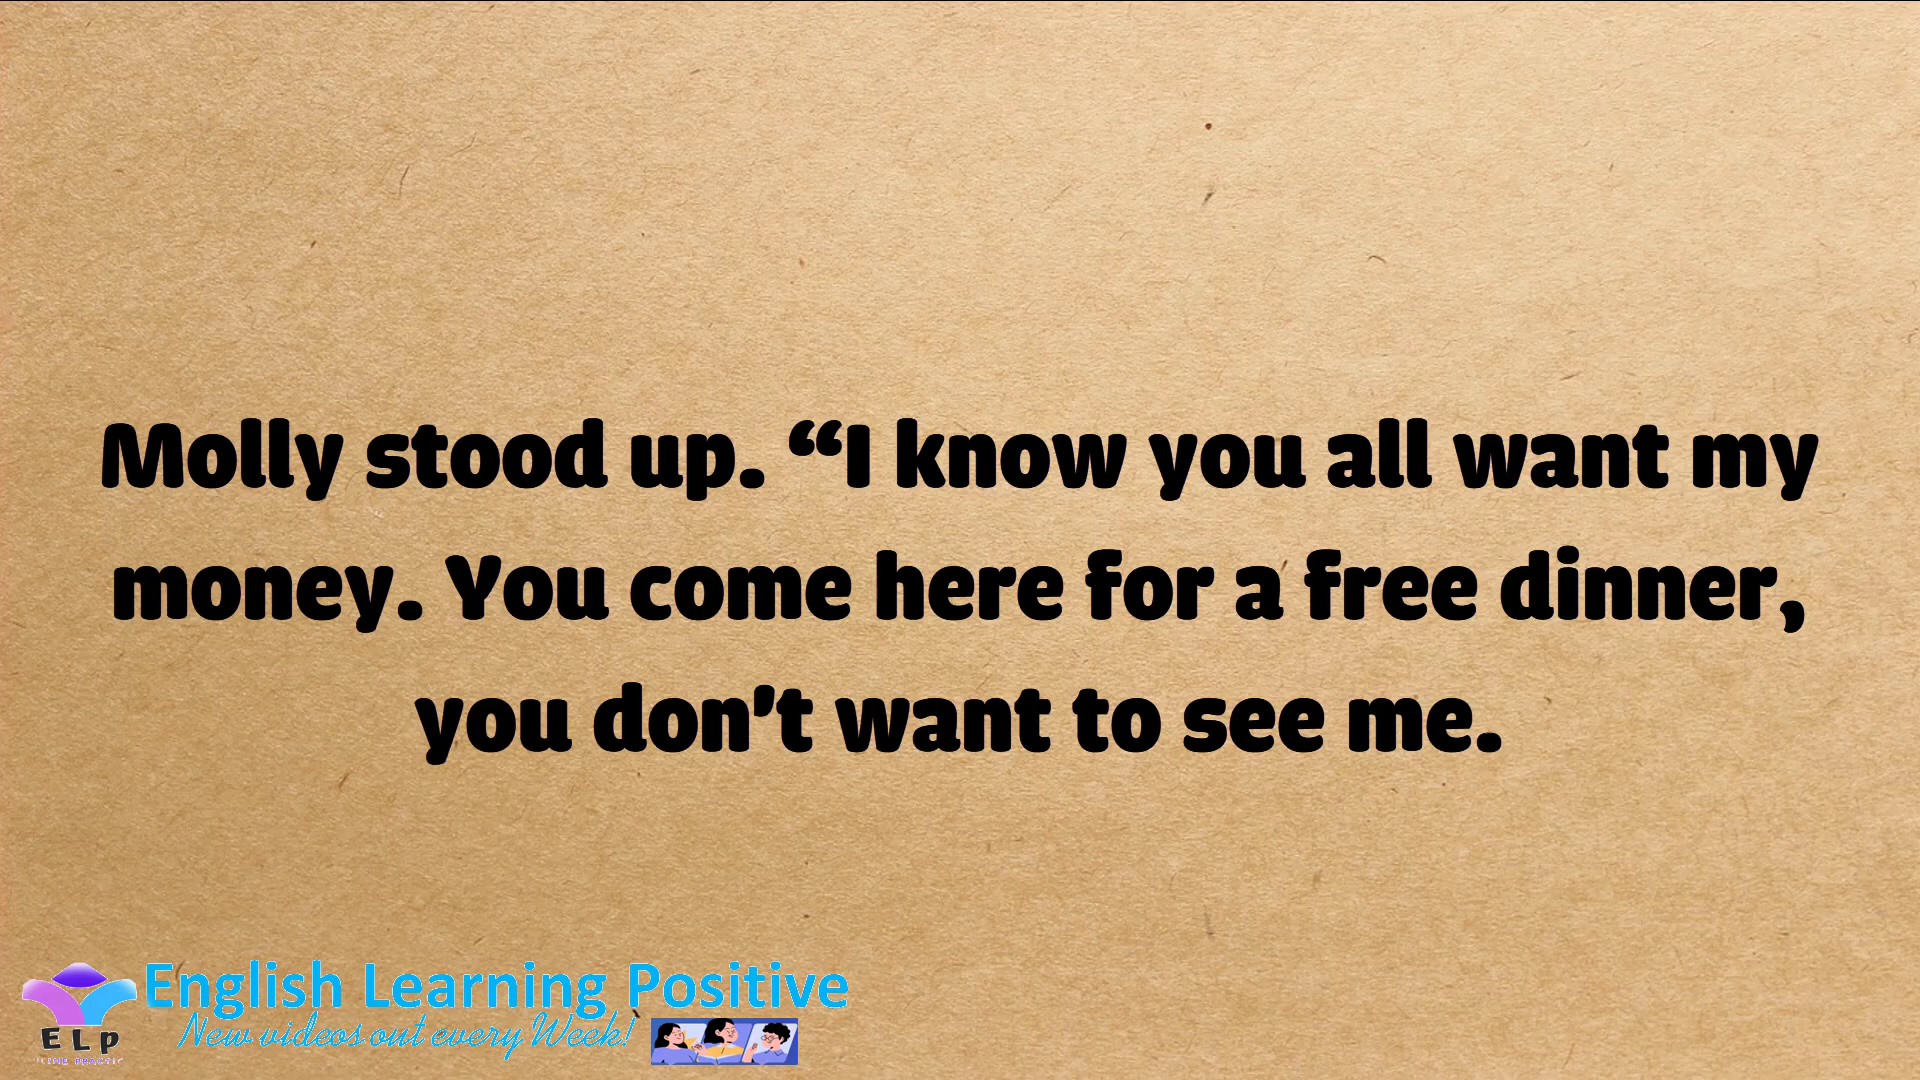 Molly stood up. “I know you all want my
money. You come here for a free dinner,
you don’t want to see me.
English Learning Positive
New videos out every Week!
ELp